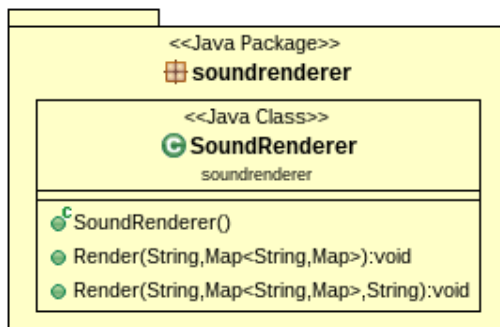 <<Java Package>>
soundrenderer
<<Java Class>>
SoundRenderer
soundrenderer
SoundRenderer()
Render(String,Map<String,Map>):void
Render(String,Map<String,Map>,String):void